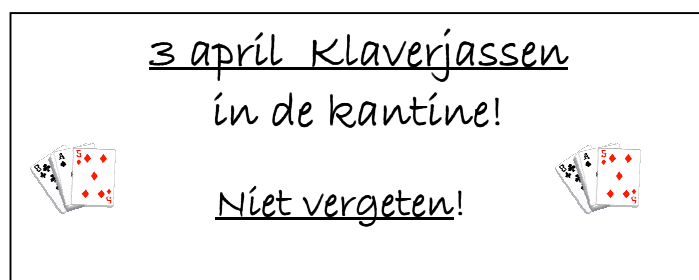 3 april Klaverjassen
in de kantine!
Niet vergeten!